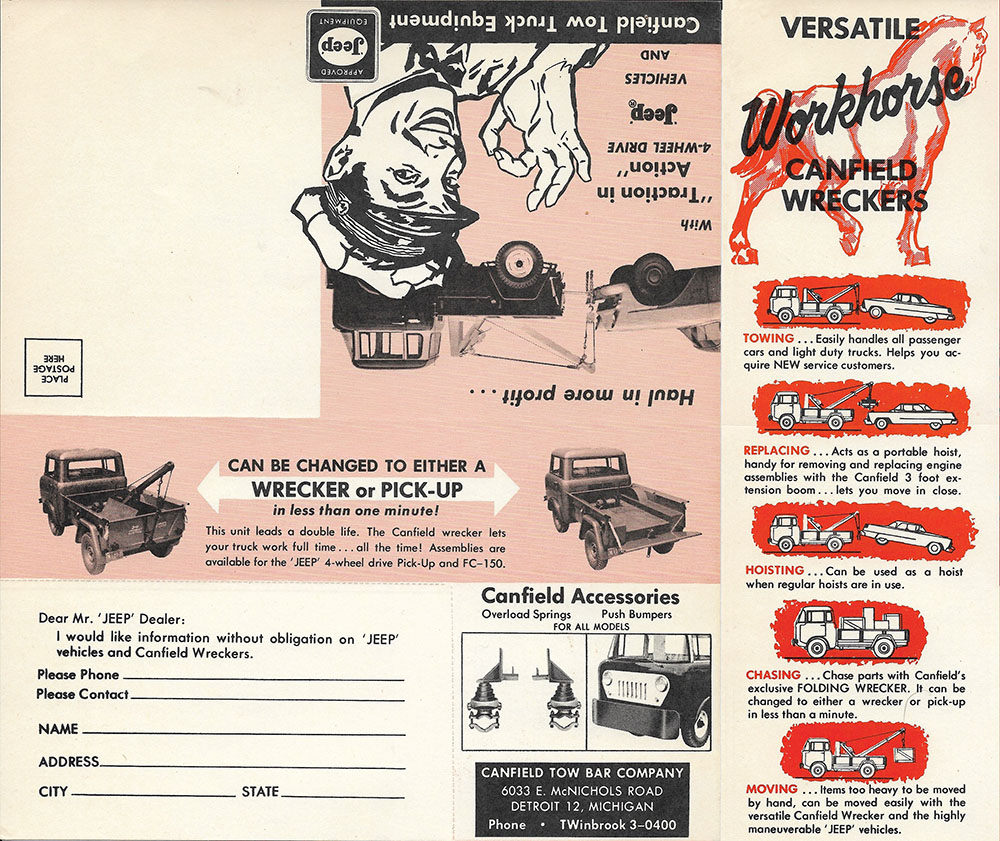 Canfield Tow Truck Equipment
APPROVED
Jeep
EQUIPMENT
Haul in more profit . . .
With
"Traction in
Action"
4-WHEEL DRIVE
Jeep®
VEHICLES
AND
PLACE
POSTAGE
HERE
CAN BE CHANGED TO EITHER A
WRECKER or PICK-UP
in less than one minute!
This unit leads a double life. The Canfield wrecker lets
your truck work full time . . . all the time! Assemblies are
available for the 'JEEP' 4-wheel drive Pick-Up and FC-150.
Dear Mr. 'JEEP' Dealer:
I would like information without obligation on 'JEEP'
vehicles and Canfield Wreckers.
Please Phone
Please Contact
NAME
ADDRESS
CITY STATE
Canfield Accessories
Overload Springs Push Bumpers
FOR ALL MODELS
CANFIELD TOW BAR COMPANY
6033 E. McNICHOLS ROAD
DETROIT 12, MICHIGAN
Phone • TWinbrook 3-0400
VERSATILE
Workhorse
CANFIELD
WRECKERS
TOWING . . . Easily handles all passenger
cars and light duty trucks. Helps you ac-
quire NEW service customers.
REPLACING . . . Acts as a portable hoist,
handy for removing and replacing engine
assemblies with the Canfield 3 foot ex-
tension boom . . . lets you move in close.
HOISTING . . . Can be used as a hoist
when regular hoists are in use.
CHASING . . . Chase parts with Canfield's
exclusive FOLDING WRECKER. It can be
changed to either a wrecker or pick-up
in less than a minute.
MOVING . . . Items too heavy to be moved
by hand, can be moved easily with the
versatile Canfield Wrecker and the highly
maneuverable 'JEEP' vehicles.